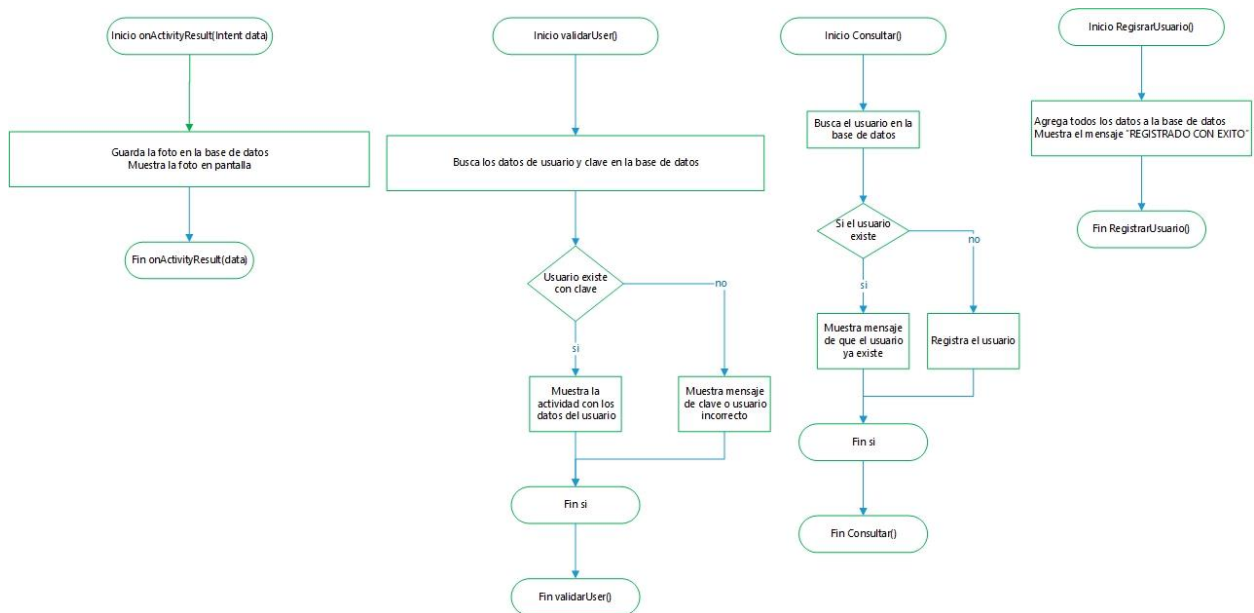 Inicio onActivityResult(Intent data)
Guarda la foto en la base de datos
Muestra la foto en pantalla
Fin onActivityResult(data)
Inicio validarUser()
Busca los datos de usuario y clave en la base de datos
Usuario existe
con clave
no
si
Muestra la
actividad con los
datos del usuario
Muestra mensaje
de clave o usuario
incorrecto
Fin si
Fin validarUser()
Inicio Consultar()
Busca el usuario en la
base de datos
Si el usuario
existe
no
si
Muestra mensaje
de que el usuario
ya existe
Registra el usuario
Fin si
Fin Consultar()
Inicio RegisrarUsuario()
Agrega todos los datos a la base de datos
Muestra el mensaje "REGISTRADO CON EXITO"
Fin RegistrarUsuario()